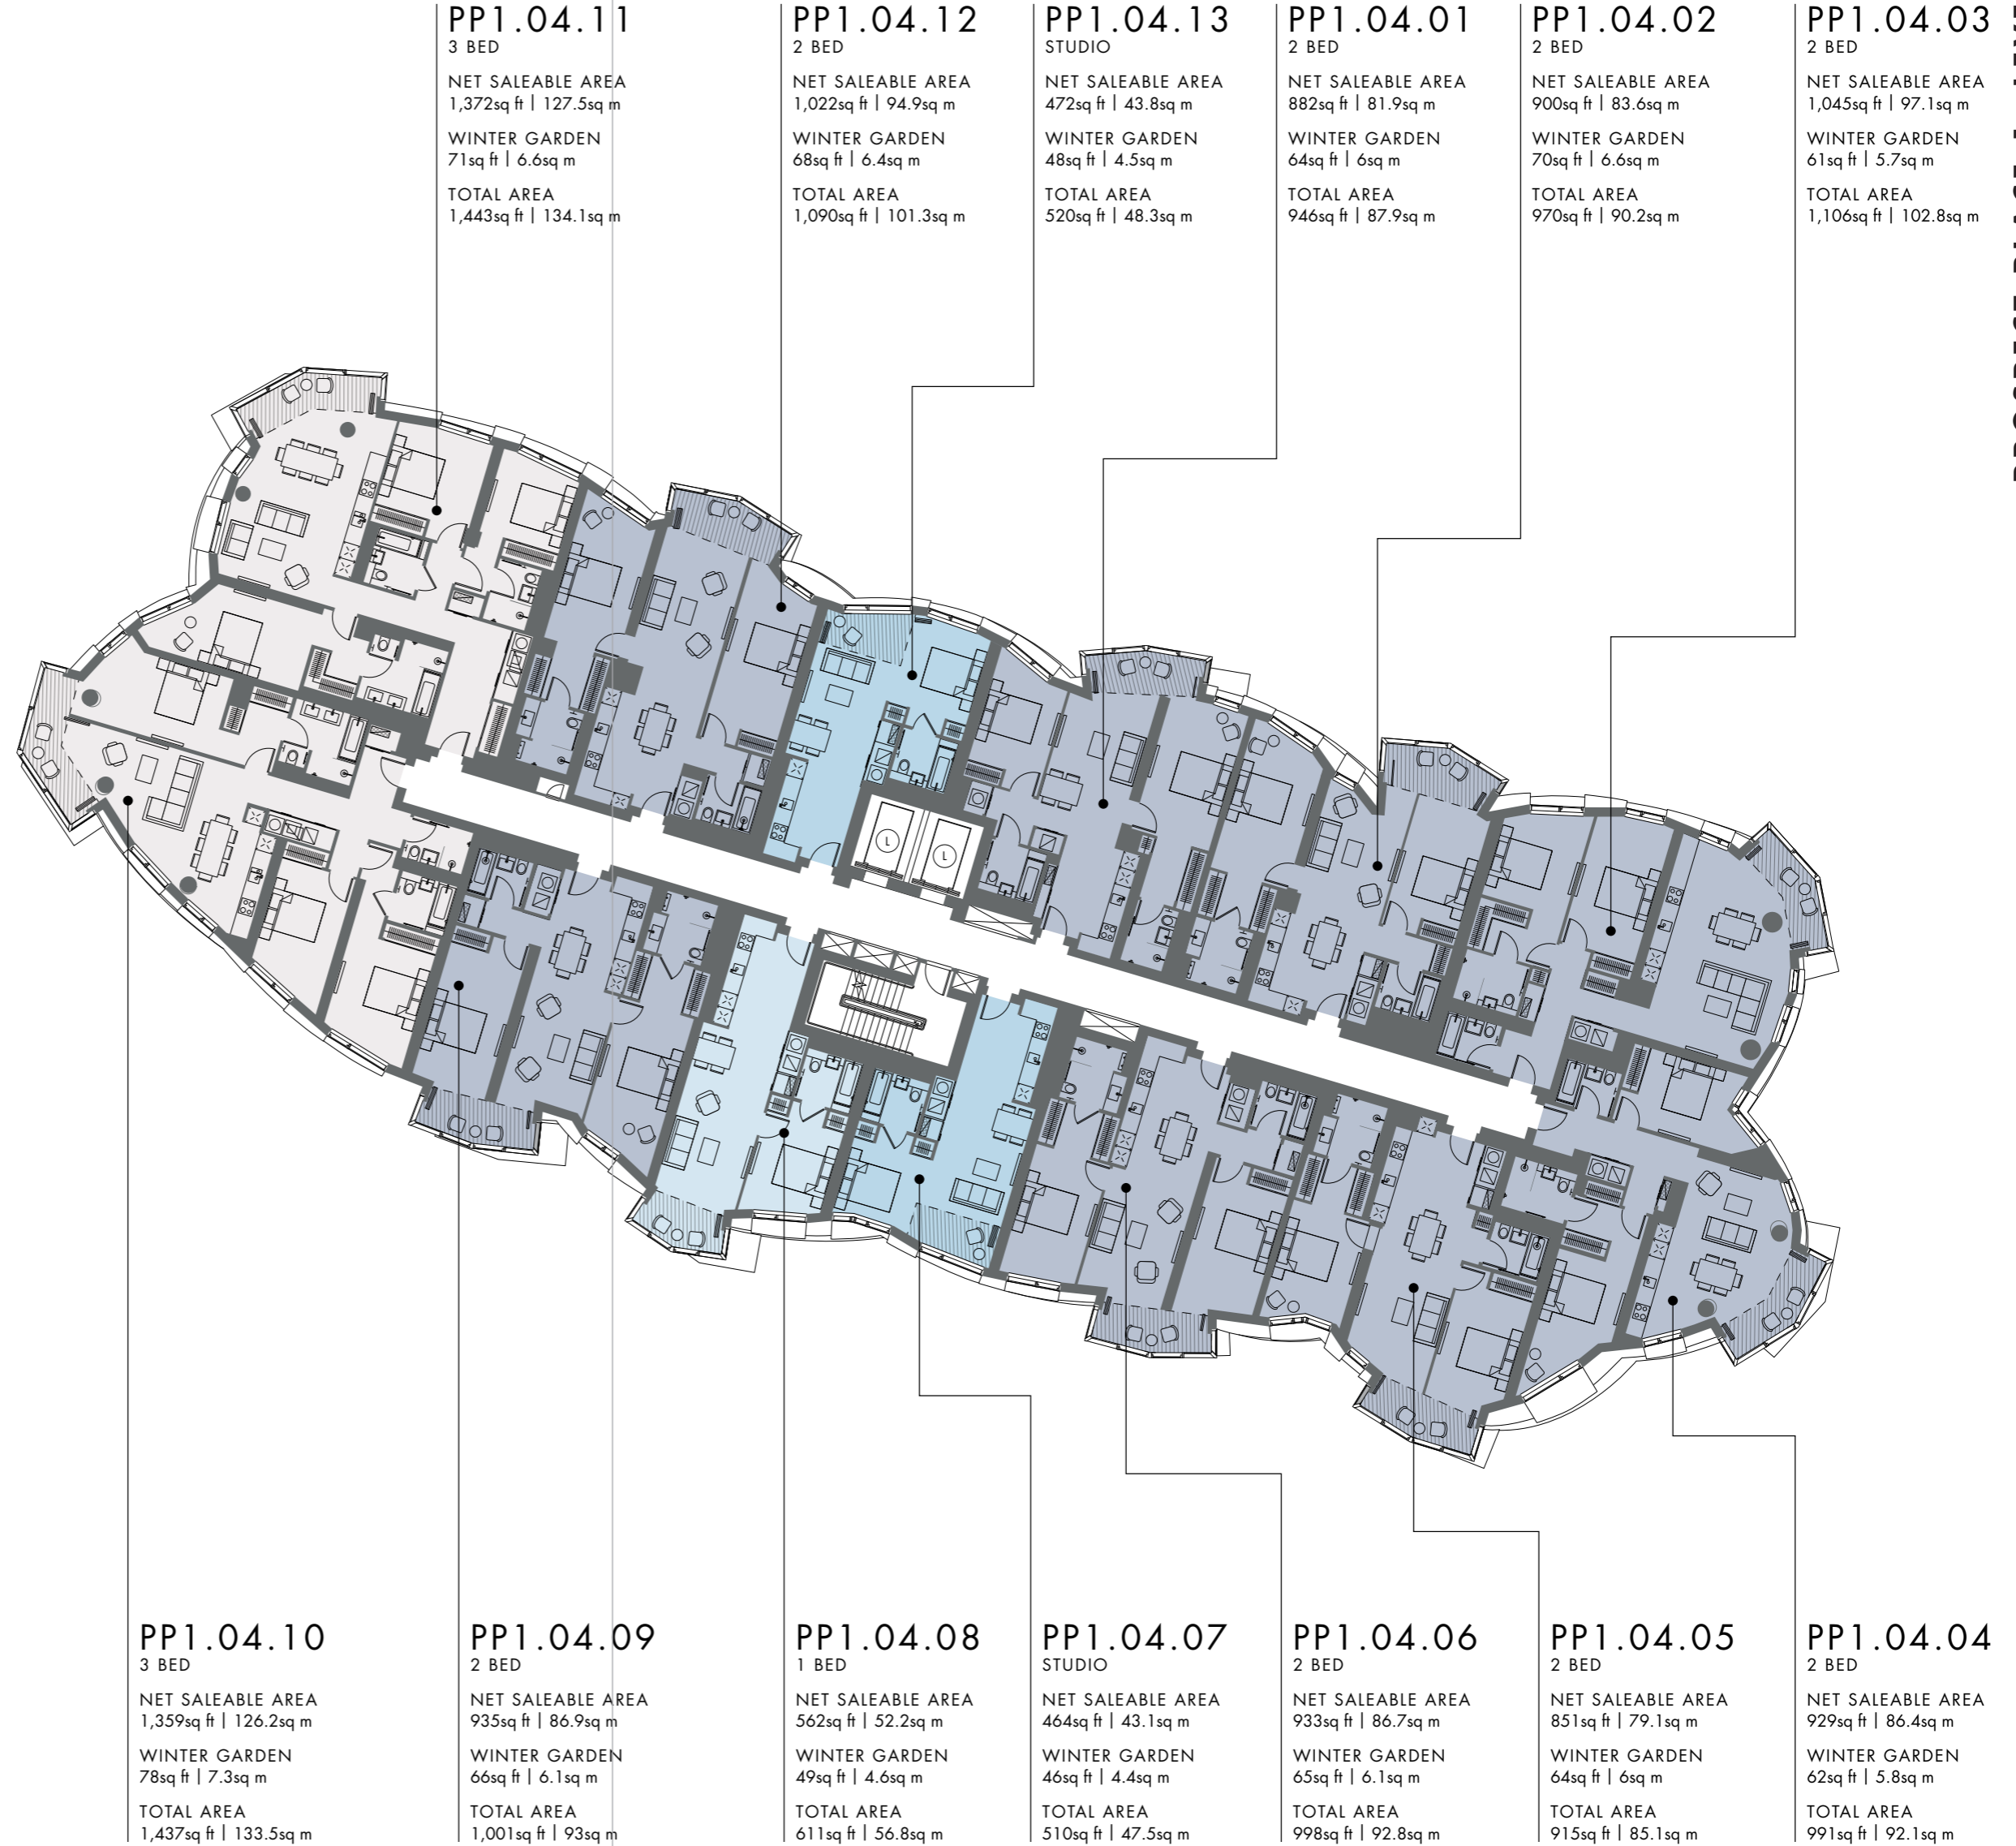 PP1.04.11
3 BED
NET SALEABLE AREA
1,372sq ft | 127.5sq m
WINTER GARDEN
71sq ft | 6.6sq m
TOTAL AREA
1,443sq ft | 134.1sq m
PP1.04.12
2 BED
NET SALEABLE AREA
1,022sq ft | 94.9sq m
WINTER GARDEN
68sq ft | 6.4sq m
TOTAL AREA
1,090sq ft | 101.3sq m
PP1.04.13
STUDIO
NET SALEABLE AREA
472sq ft | 43.8sq m
WINTER GARDEN
48sq ft | 4.5sq m
TOTAL AREA
520sq ft | 48.3sq m
PP1.04.01
2 BED
NET SALEABLE AREA
882sq ft | 81.9sq m
WINTER GARDEN
64sq ft | 6sq m
TOTAL AREA
946sq ft | 87.9sq m
PP1.04.02
2 BED
NET SALEABLE AREA
900sq ft | 83.6sq m
WINTER GARDEN
70sq ft | 6.6sq m
TOTAL AREA
970sq ft | 90.2sq m
PP1.04.03
2 BED
NET SALEABLE AREA
1,045sq ft | 97.1sq m
WINTER GARDEN
61sq ft | 5.7sq m
TOTAL AREA
1,106sq ft | 102.8sq m
L
L
PP1.04.10
3 BED
NET SALEABLE AREA
1,359sq ft | 126.2sq m
WINTER GARDEN
78sq ft | 7.3sq m
TOTAL AREA
1,437sq ft | 133.5sq m
PP1.04.09
2 BED
NET SALEABLE AREA
935sq ft | 86.9sq m
WINTER GARDEN
66sq ft | 6.1sq m
TOTAL AREA
1,001sq ft | 93sq m
PP1.04.08
1 BED
NET SALEABLE AREA
562sq ft | 52.2sq m
WINTER GARDEN
49sq ft | 4.6sq m
TOTAL AREA
611sq ft | 56.8sq m
PP1.04.07
STUDIO
NET SALEABLE AREA
464sq ft | 43.1sq m
WINTER GARDEN
46sq ft | 4.4sq m
TOTAL AREA
510sq ft | 47.5sq m
PP1.04.06
2 BED
NET SALEABLE AREA
933sq ft | 86.7sq m
WINTER GARDEN
65sq ft | 6.1sq m
TOTAL AREA
998sq ft | 92.8sq m
PP1.04.05
2 BED
NET SALEABLE AREA
851sq ft | 79.1sq m
WINTER GARDEN
64sq ft | 6sq m
TOTAL AREA
915sq ft | 85.1sq m
PP1.04.04
2 BED
NET SALEABLE AREA
929sq ft | 86.4sq m
WINTER GARDEN
62sq ft | 5.8sq m
TOTAL AREA
991sq ft | 92.1sq m